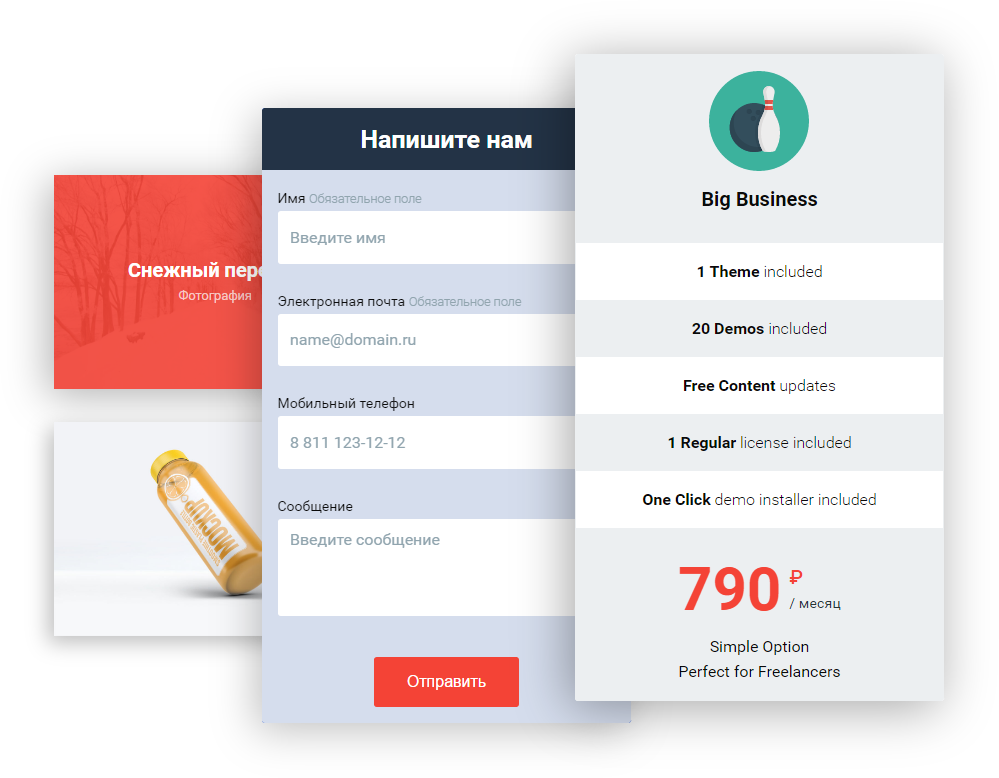 Снежный
Фотография
MOCKUP
Напишите нам
Имя Обязательное поле
Введите имя
Электронная почта Обязательное поле
name@domain.ru
Мобильный телефон
8 811 123-12-12
Сообщение
Введите сообщение
Отправить
Big Business
1 Theme included
20 Demos included
Free Content updates
1 Regular license included
One Click demo installer included
790 ₽
/ месяц
Simple Option
Perfect for Freelancers